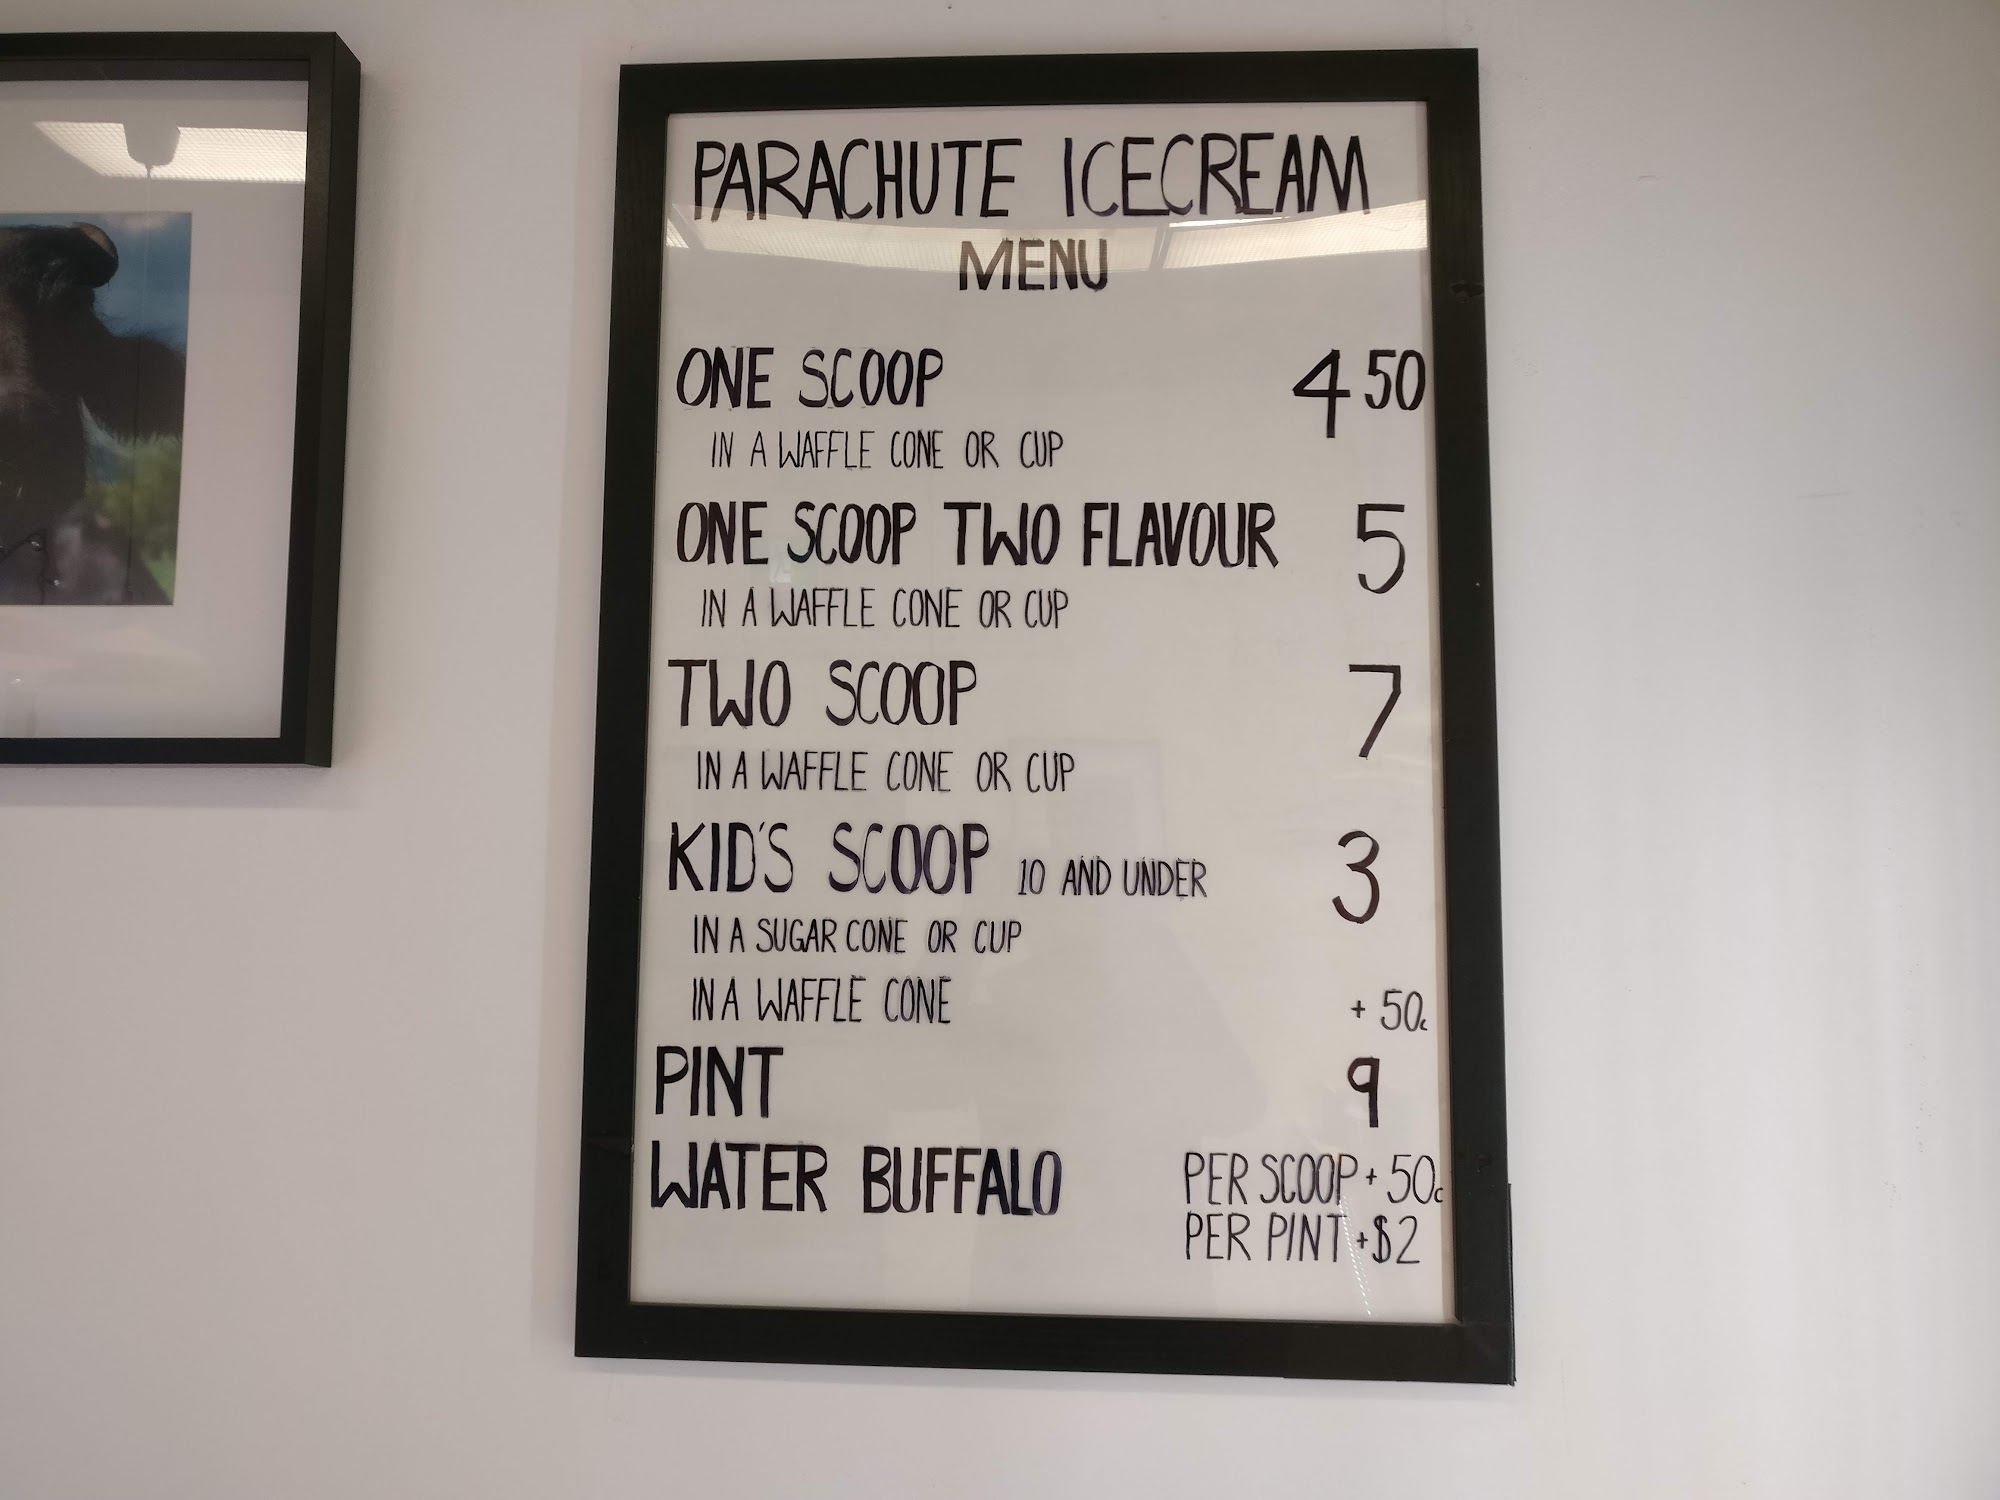 PARACHUTE ICECREAM
MENU
ONE SCOOP 4 50
IN A WAFFLE CONE OR CUP
ONE SCOOP TWO FLAVOUR 5
IN A WAFFLE CONE OR CUP
TWO SCOOP 7
IN A WAFFLE CONE OR CUP
KID'S SCOOP 10 AND UNDER 3
IN A SUGAR CONE OR CUP
IN A WAFFLE CONE + 50c
PINT 9
WATER BUFFALO PER SCOOP + 50c
PER PINT + $2